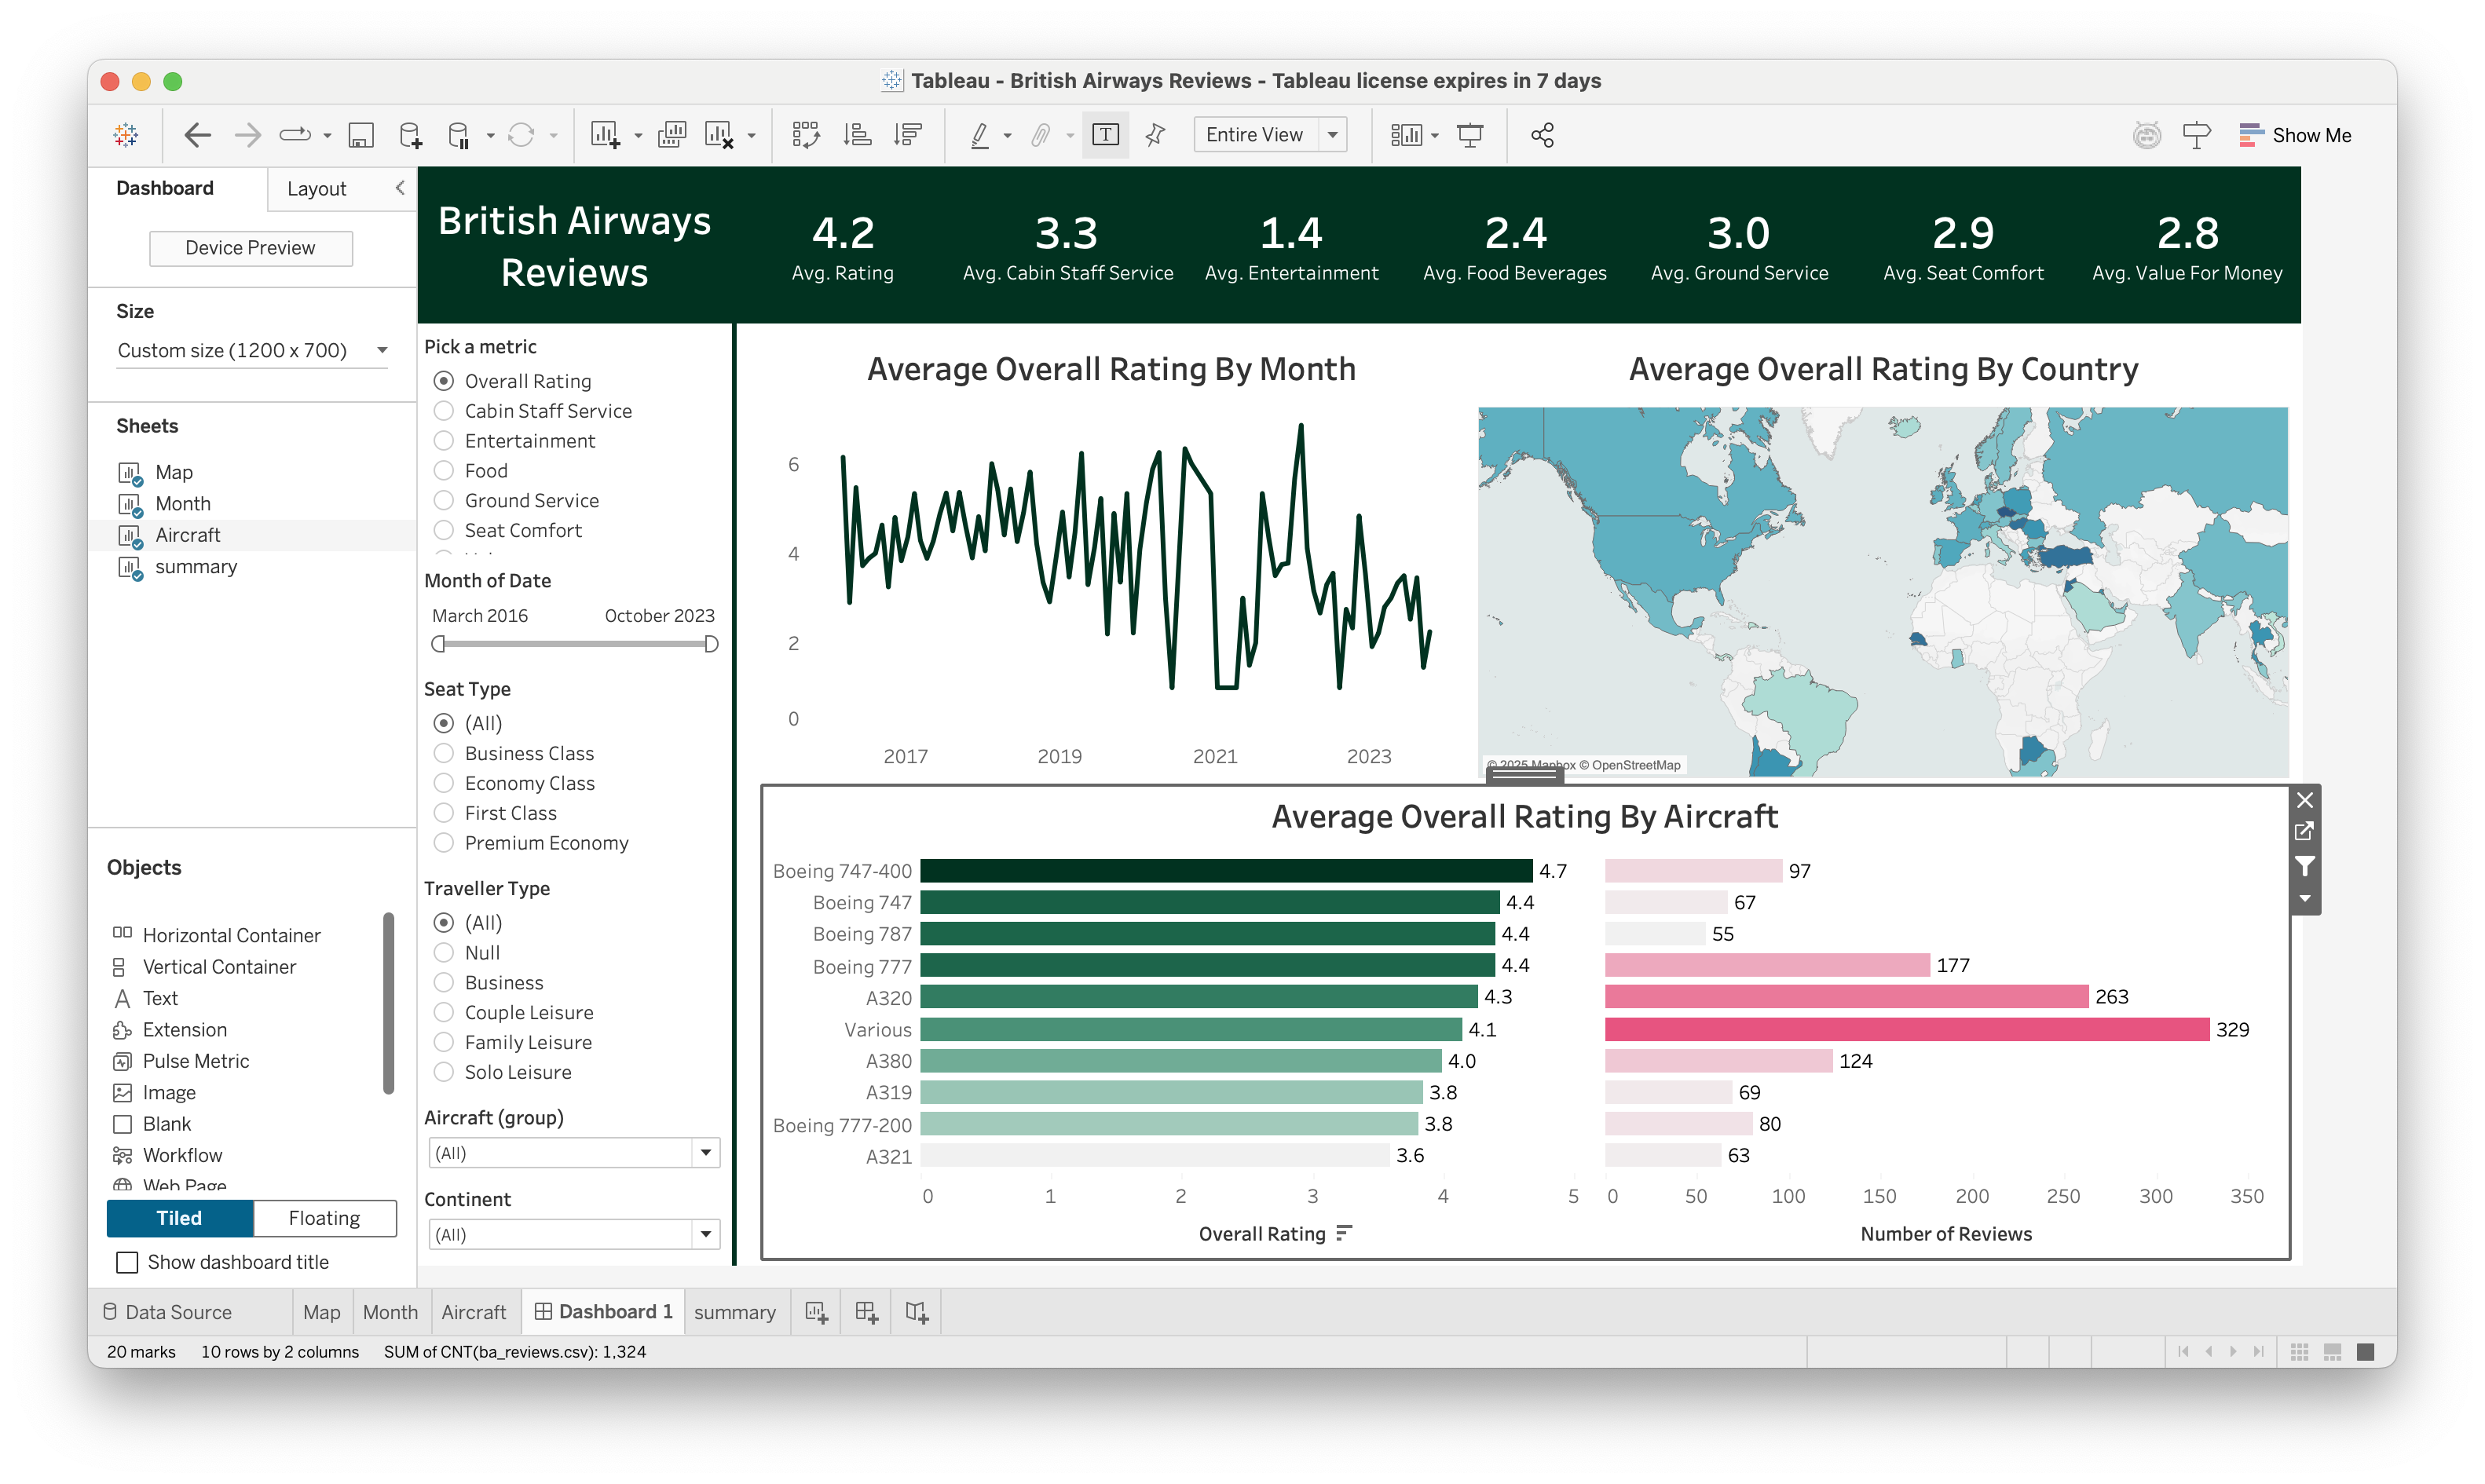 Tableau - British Airways Reviews - Tableau license expires in 7 days
Entire View
Show Me
Dashboard
Layout
Device Preview
Size
Custom size (1200 x 700)
Sheets
Map
Month
Aircraft
summary
Objects
Horizontal Container
Vertical Container
Text
Extension
Pulse Metric
Image
Blank
Workflow
Web Page
Tiled
Floating
Show dashboard title
British Airways
Reviews
4.2
Avg. Rating
3.3
Avg. Cabin Staff Service
1.4
Avg. Entertainment
2.4
Avg. Food Beverages
3.0
Avg. Ground Service
2.9
Avg. Seat Comfort
2.8
Avg. Value For Money
Pick a metric
Overall Rating
Cabin Staff Service
Entertainment
Food
Ground Service
Seat Comfort
Month of Date
March 2016
October 2023
Seat Type
(All)
Business Class
Economy Class
First Class
Premium Economy
Traveller Type
(All)
Null
Business
Couple Leisure
Family Leisure
Solo Leisure
Aircraft (group)
(All)
Continent
(All)
Average Overall Rating By Month
6
4
2
0
2017
2019
2021
2023
Average Overall Rating By Country
© 2025 Mapbox © OpenStreetMap
Average Overall Rating By Aircraft
Boeing 747-400 4.7 97
Boeing 747 4.4 67
Boeing 787 4.4 55
Boeing 777 4.4 177
A320 4.3 263
Various 4.1 329
A380 4.0 124
A319 3.8 69
Boeing 777-200 3.8 80
A321 3.6 63
0 1 2 3 4 5
0 50 100 150 200 250 300 350
Overall Rating
Number of Reviews
Data Source
Map
Month
Aircraft
Dashboard 1
summary
20 marks
10 rows by 2 columns
SUM of CNT(ba_reviews.csv): 1,324